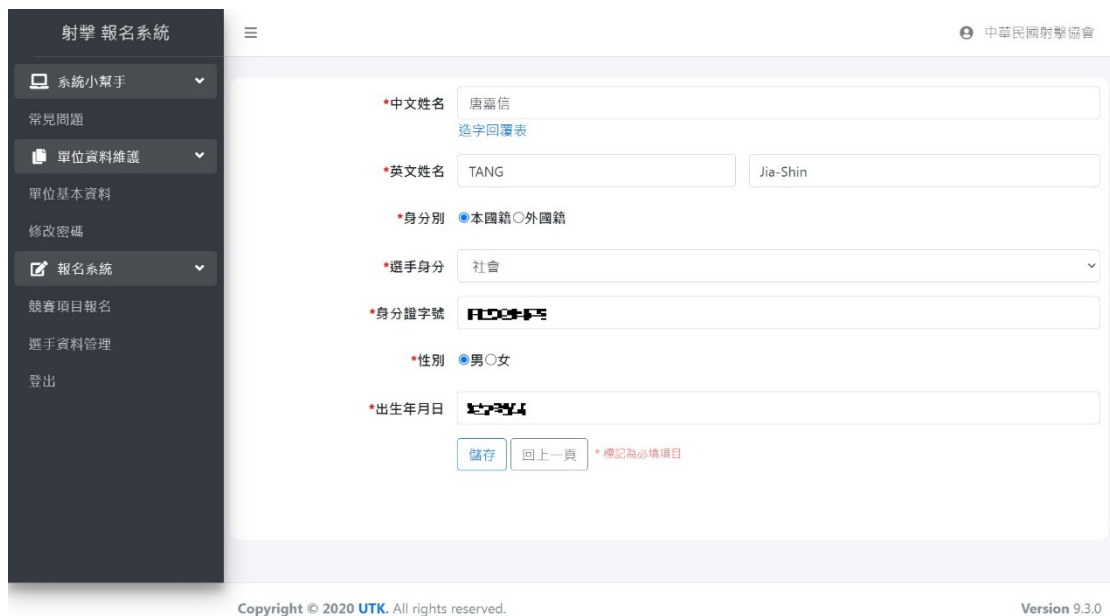 射擊 報名系統
中華民國射擊協會
系統小幫手
常見問題
單位資料維護
單位基本資料
修改密碼
報名系統
競賽項目報名
選手資料管理
登出
*中文姓名 唐嘉信
造字回覆表
*英文姓名 TANG Jia-Shin
*身分別 本國籍 外國籍
*選手身分 社會
*身分證字號
*性別 男 女
*出生年月日
儲存 回上一頁 * 標記為必填項目
Copyright © 2020 UTK. All rights reserved.
Version 9.3.0